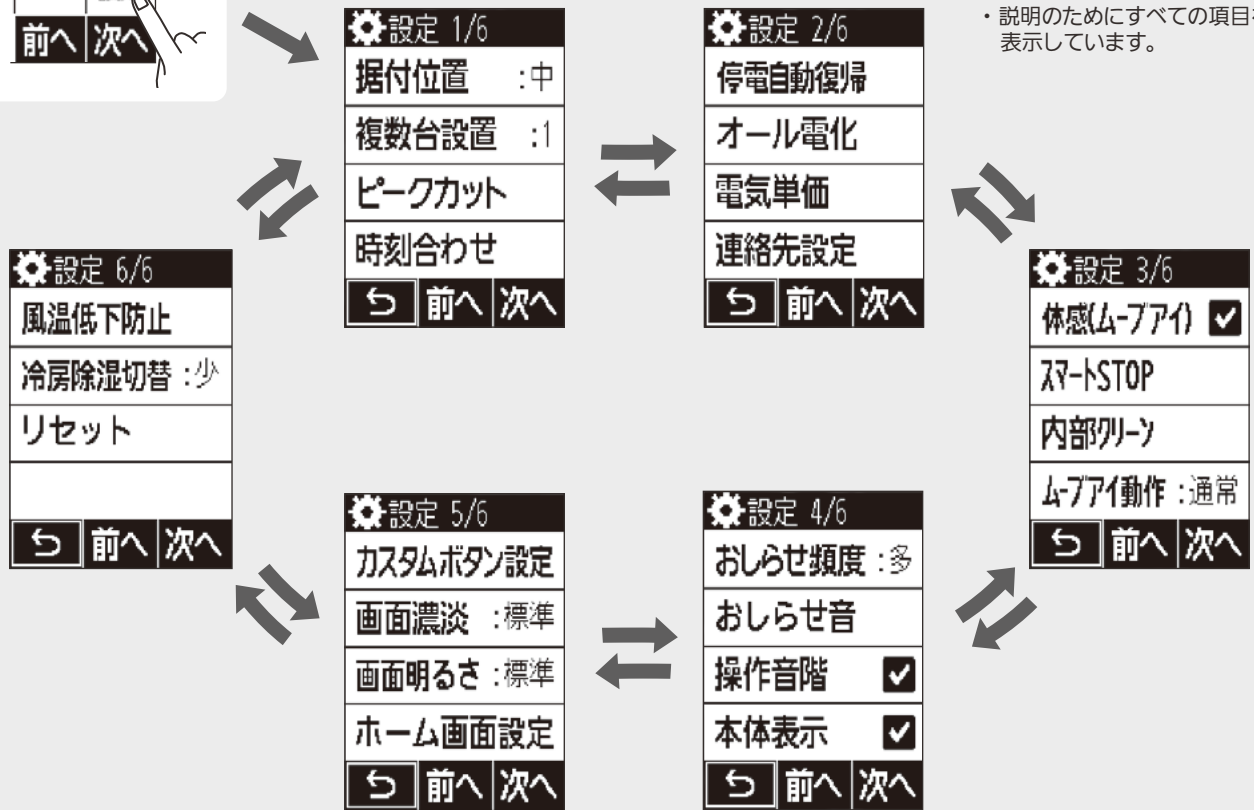 前へ 次へ
・説明のためにすべての項目
表示しています。
設定 1/6
据付位置 :中
複数台設置 :1
ピークカット
時刻合わせ
前へ 次へ
設定 2/6
停電自動復帰
オール電化
電気単価
連絡先設定
前へ 次へ
設定 3/6
体感(ムーブアイ)
スマートSTOP
内部クリーン
ムーブアイ動作 :通常
前へ 次へ
設定 4/6
おしらせ頻度 :多
おしらせ音
操作音階
本体表示
前へ 次へ
設定 5/6
カスタムボタン設定
画面濃淡 :標準
画面明るさ :標準
ホーム画面設定
前へ 次へ
設定 6/6
風温低下防止
冷房除湿切替 :少
リセット
前へ 次へ